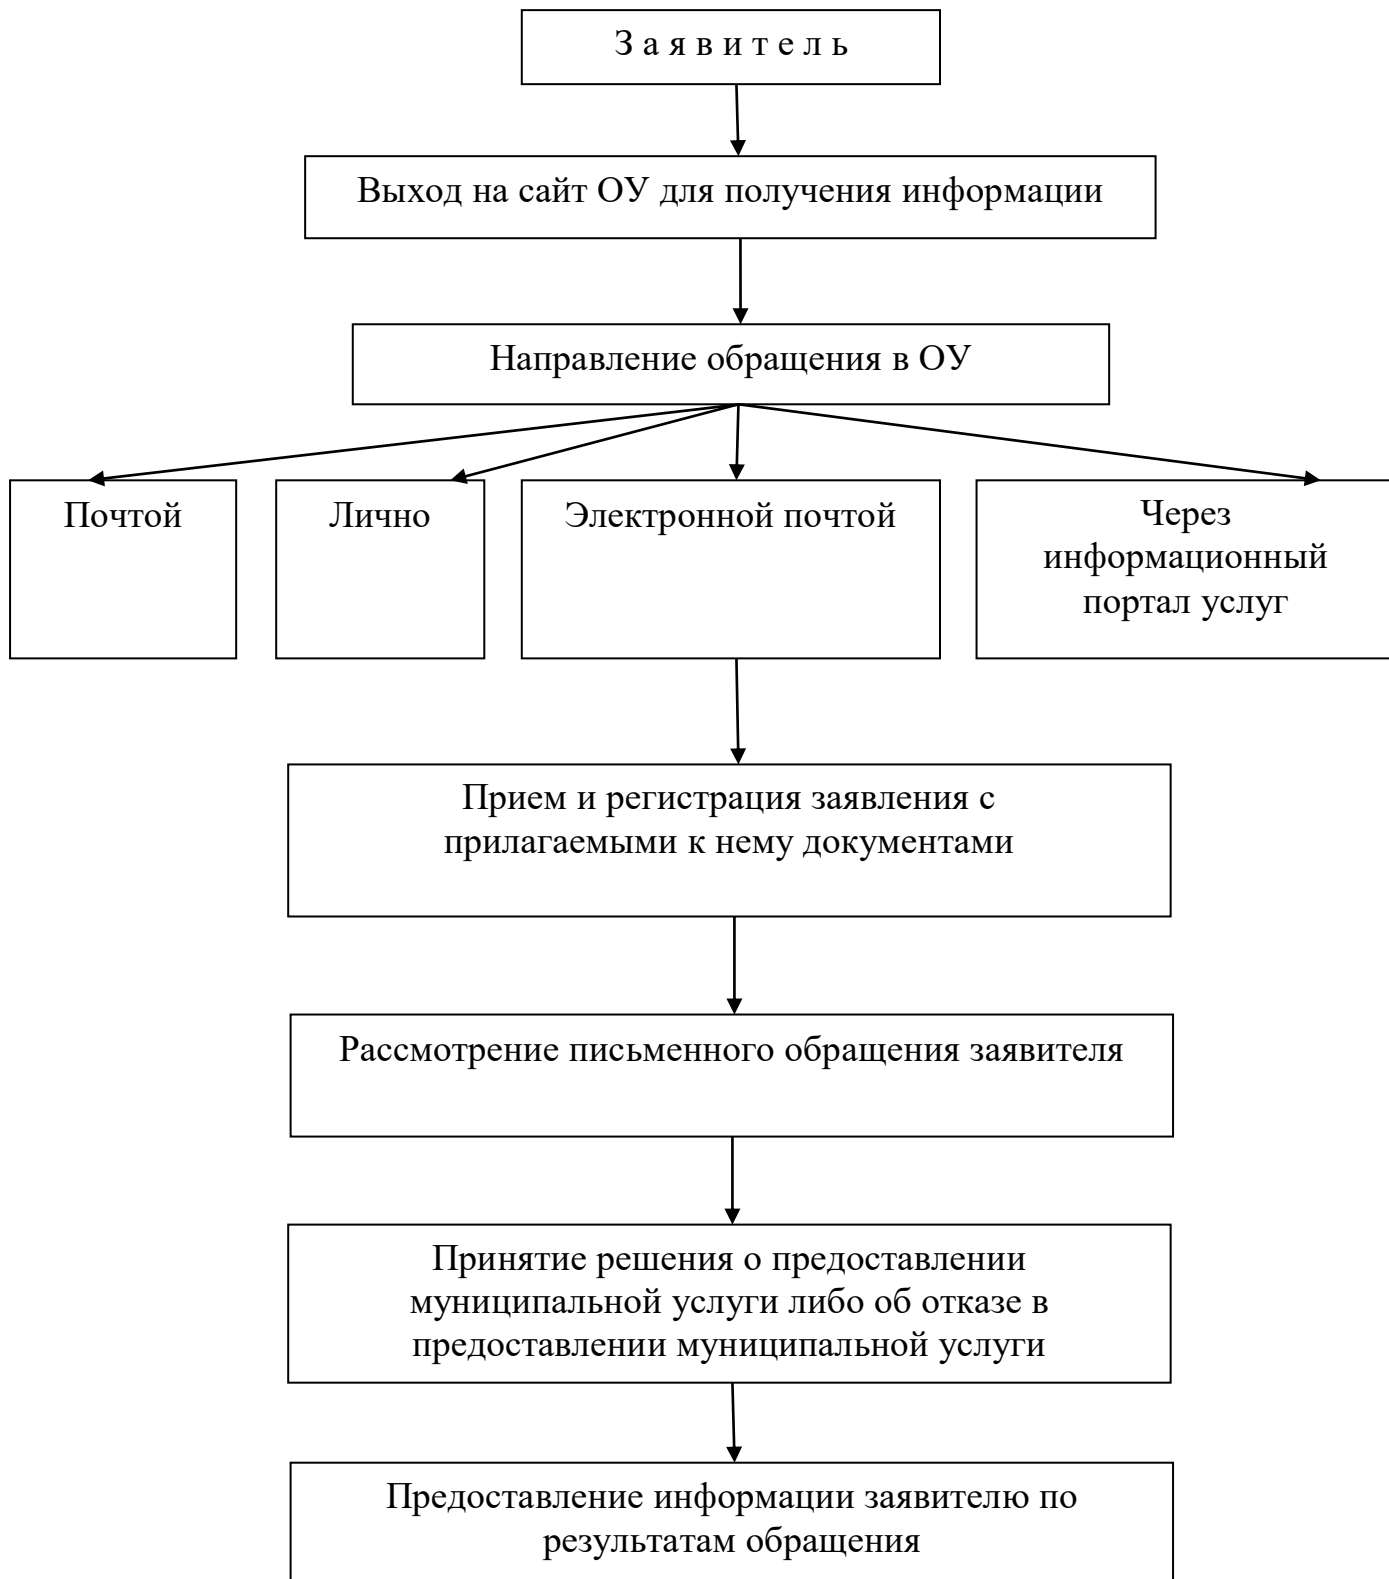 З а я в и т е л ь
Выход на сайт ОУ для получения информации
Направление обращения в ОУ
Почтой
Лично
Электронной почтой
Через
информационный
портал услуг
Прием и регистрация заявления с
прилагаемыми к нему документами
Рассмотрение письменного обращения заявителя
Принятие решения о предоставлении
муниципальной услуги либо об отказе в
предоставлении муниципальной услуги
Предоставление информации заявителю по
результатам обращения